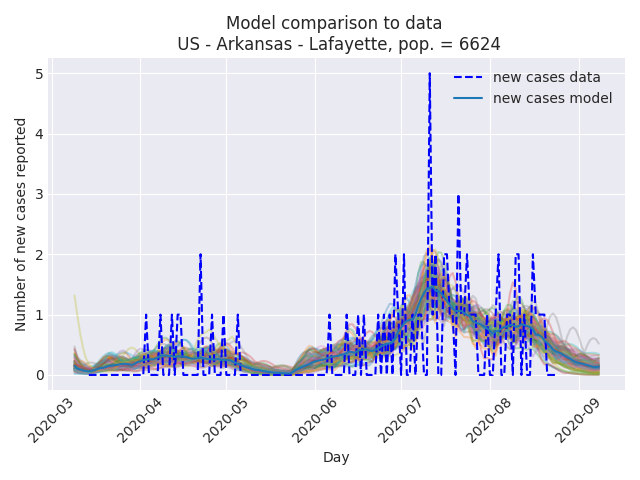 Model comparison to data
US - Arkansas - Lafayette, pop. = 6624
new cases data
new cases model
Number of new cases reported
5
4
3
2
1
0
2020-03
2020-04
2020-05
2020-06
2020-07
2020-08
2020-09
Day